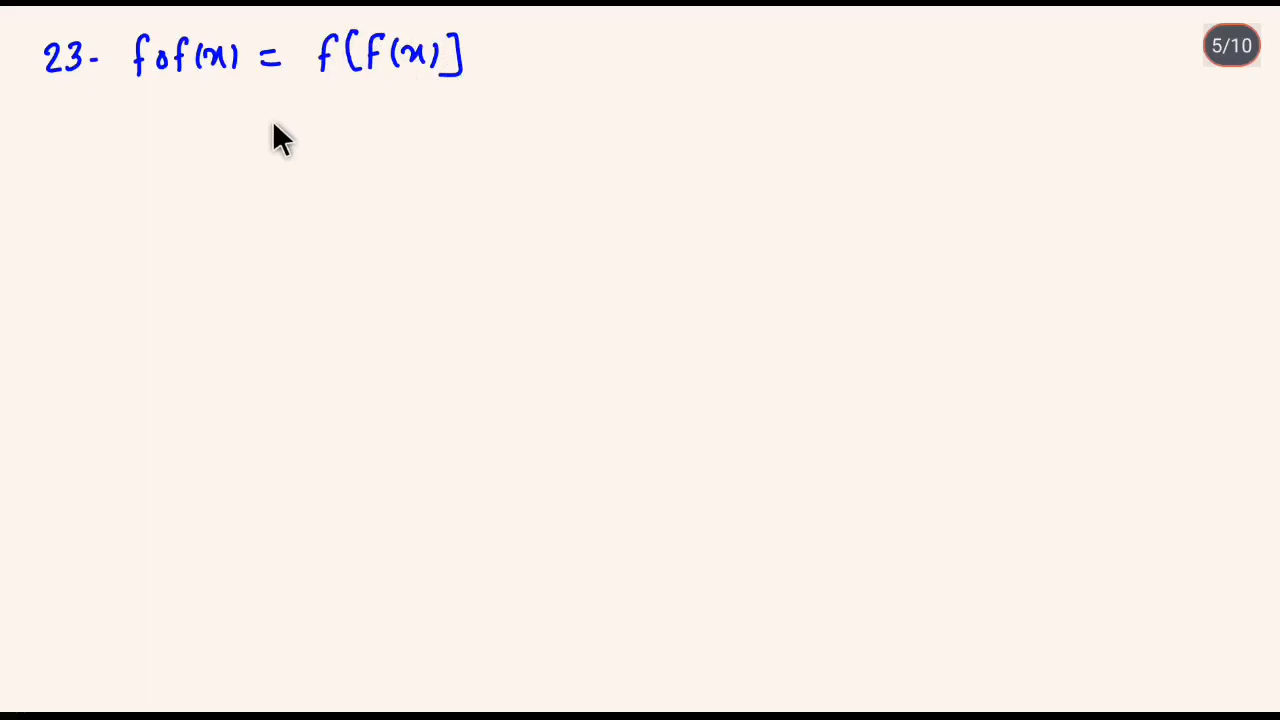 23- fof(x) = f[f(x)]
5/10